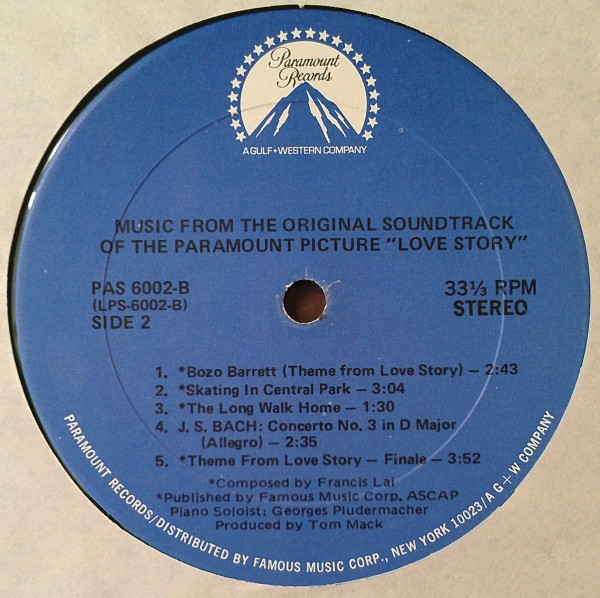 Paramount
Records
A GULF+WESTERN COMPANY
MUSIC FROM THE ORIGINAL SOUNDTRACK
OF THE PARAMOUNT PICTURE "LOVE STORY"
PAS 6002-B
(LPS-6002-B)
SIDE 2
33⅓ RPM
STEREO
1. *Bozo Barrett (Theme from Love Story) – 2:43
2. *Skating In Central Park – 3:04
3. *The Long Walk Home – 1:30
4. J. S. BACH: Concerto No. 3 in D Major
(Allegro) – 2:35
5. *Theme From Love Story – Finale – 3:52
*Composed by Francis Lai
*Published by Famous Music Corp. ASCAP
Piano Soloist: Georges Pludermacher
Produced by Tom Mack
PARAMOUNT RECORDS/DISTRIBUTED BY FAMOUS MUSIC CORP., NEW YORK 10023/A G+W COMPANY